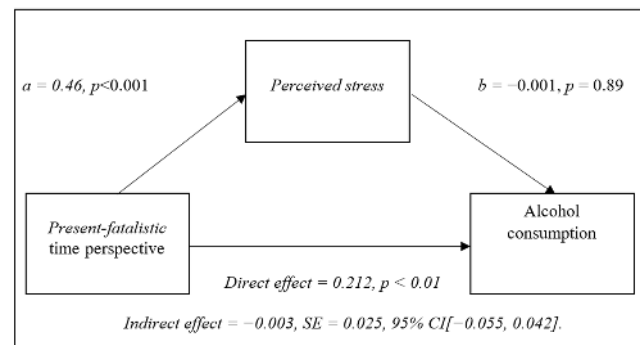 a = 0.46, p<0.001
Perceived stress
b = −0.001, p = 0.89
Present-fatalistic
time perspective
Alcohol
consumption
Direct effect = 0.212, p < 0.01
Indirect effect = −0.003, SE = 0.025, 95% CI[−0.055, 0.042].